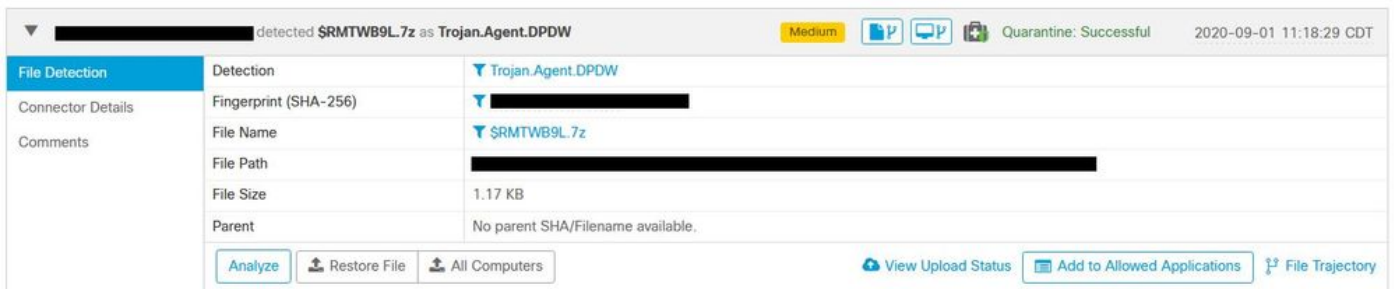 detected $RMTWB9L.7z as Trojan.Agent.DPDW Medium Quarantine: Successful 2020-09-01 11:18:29 CDT
File Detection
Connector Details
Comments
Detection Trojan.Agent.DPDW
Fingerprint (SHA-256)
File Name $RMTWB9L.7z
File Path
File Size 1.17 KB
Parent No parent SHA/Filename available.
Analyze Restore File All Computers View Upload Status Add to Allowed Applications File Trajectory